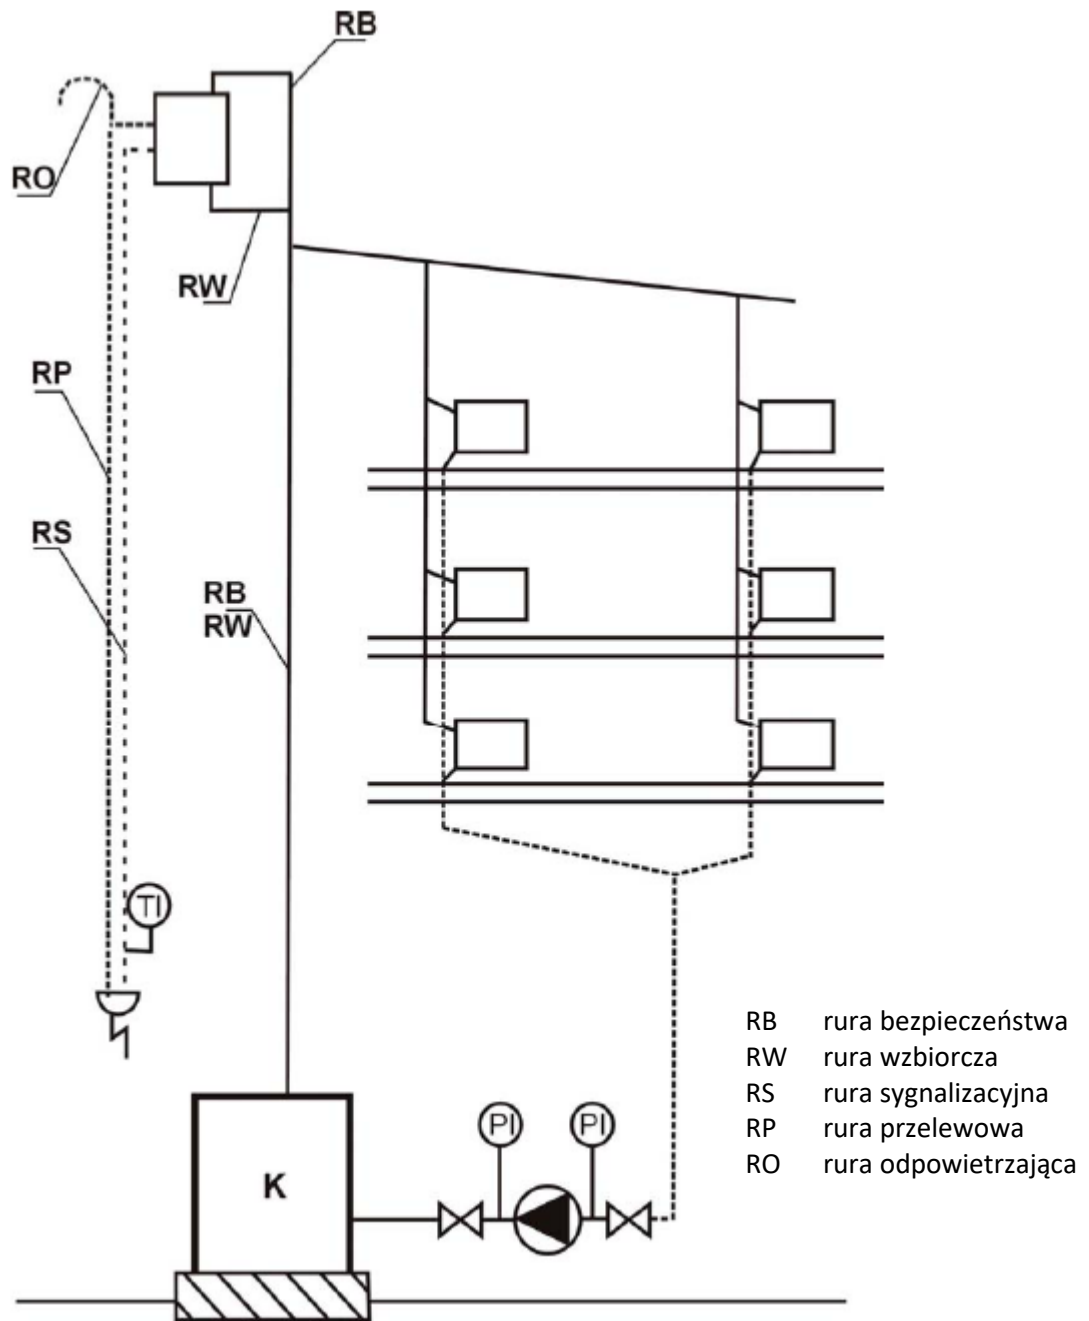 RB
RO
RW
RP
RS
RB
RW
TI
RB rura bezpieczeństwa
RW rura wzbiorcza
RS rura sygnalizacyjna
RP rura przelewowa
RO rura odpowietrzająca
PI PI
K